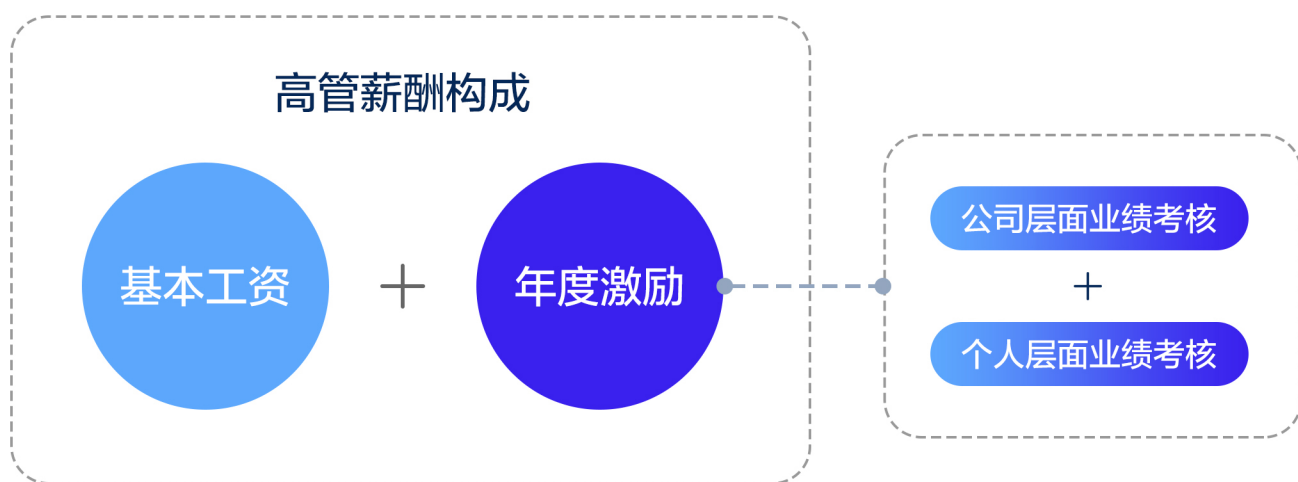 高管薪酬构成
基本工资
+
年度激励
公司层面业绩考核
+
个人层面业绩考核